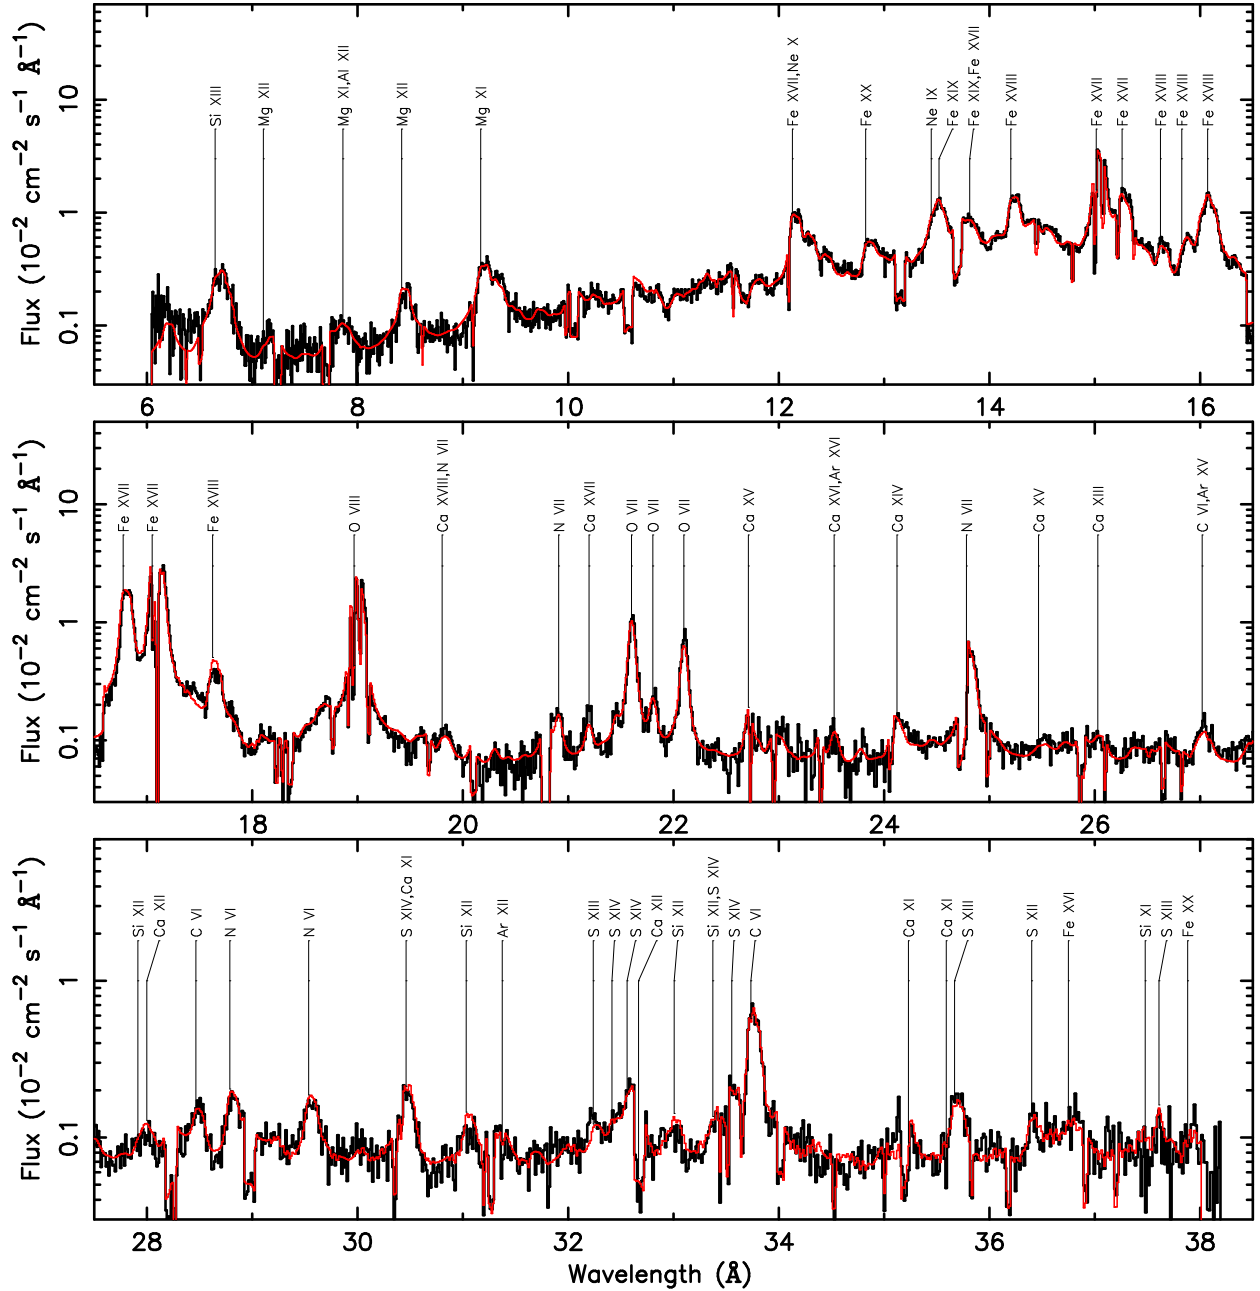 Flux (10⁻² cm⁻² s⁻¹ Å⁻¹)
10
1
0.1
Si XIII
Mg XII
Mg XI,Al XII
Mg XII
Mg XI
Fe XVII,Ne X
Fe XX
Ne IX
Fe XIX
Fe XIX,Fe XVII
Fe XVIII
Fe XVII
Fe XVII
Fe XVIII
Fe XVIII
Fe XVIII
6 8 10 12 14 16
Flux (10⁻² cm⁻² s⁻¹ Å⁻¹)
10
1
0.1
Fe XVII
Fe XVII
Fe XVIII
O VIII
Ca XVIII,N VII
N VII
Ca XVII
O VII
O VII
O VII
Ca XV
Ca XVI,Ar XVI
Ca XIV
N VII
Ca XV
Ca XIII
C VI,Ar XV
18 20 22 24 26
Flux (10⁻² cm⁻² s⁻¹ Å⁻¹)
1
0.1
Si XII
Ca XII
C VI
N VI
N VI
S XIV,Ca XI
Si XII
Ar XII
S XIII
S XIV
S XIV
Ca XII
Si XII
Si XII,S XIV
S XIV
C VI
Ca XI
Ca XI
S XIII
S XII
Fe XVI
Si XI
S XIII
Fe XX
28 30 32 34 36 38
Wavelength (Å)